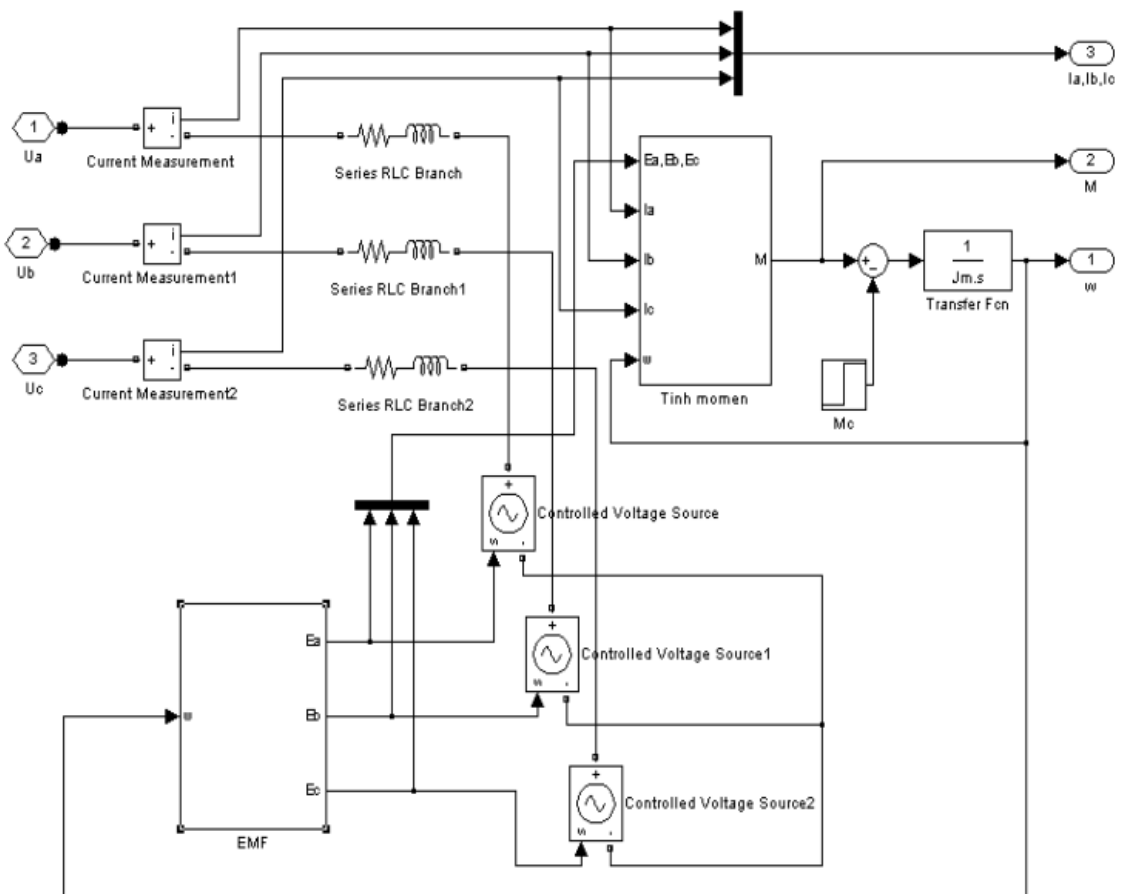 3
Ia,Ib,Ic
1
Ua
+
i
-
Current Measurement
Series RLC Branch
Ea,Eb,Ec
Ia
Ib
Ic
w
M
Tinh momen
2
M
2
Ub
+
i
-
Current Measurement1
Series RLC Branch1
+
-
1
Jm.s
Transfer Fcn
1
w
3
Uc
+
i
-
Current Measurement2
Series RLC Branch2
Mc
+
s
-
Controlled Voltage Source
+
s
-
Controlled Voltage Source1
+
s
-
Controlled Voltage Source2
w
Ea
Eb
Ec
EMF